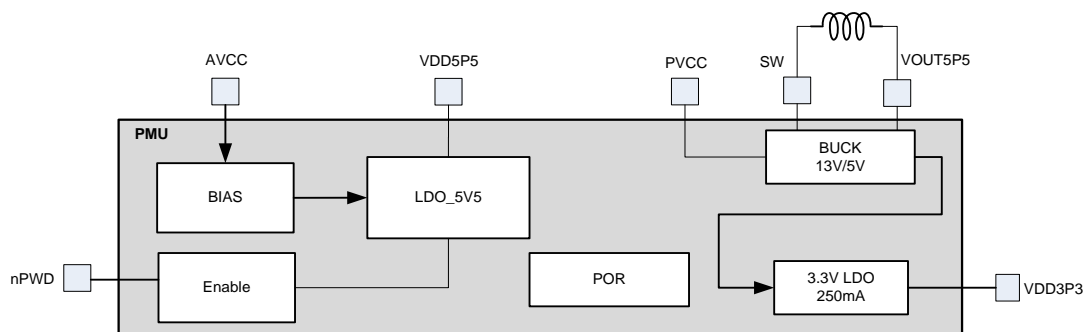 AVCC
VDD5P5
PVCC
SW
VOUT5P5
PMU
BIAS
LDO_5V5
BUCK
13V/5V
nPWD
Enable
POR
3.3V LDO
250mA
VDD3P3